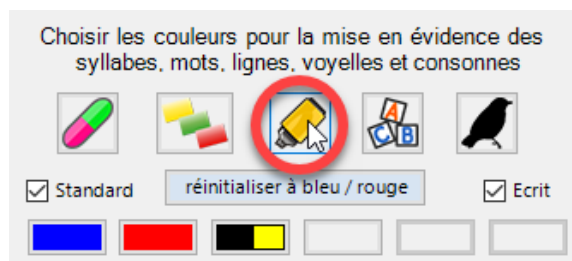 Choisir les couleurs pour la mise en évidence des
syllabes, mots, lignes, voyelles et consonnes
A
C B
Standard réinitialiser à bleu / rouge Ecrit